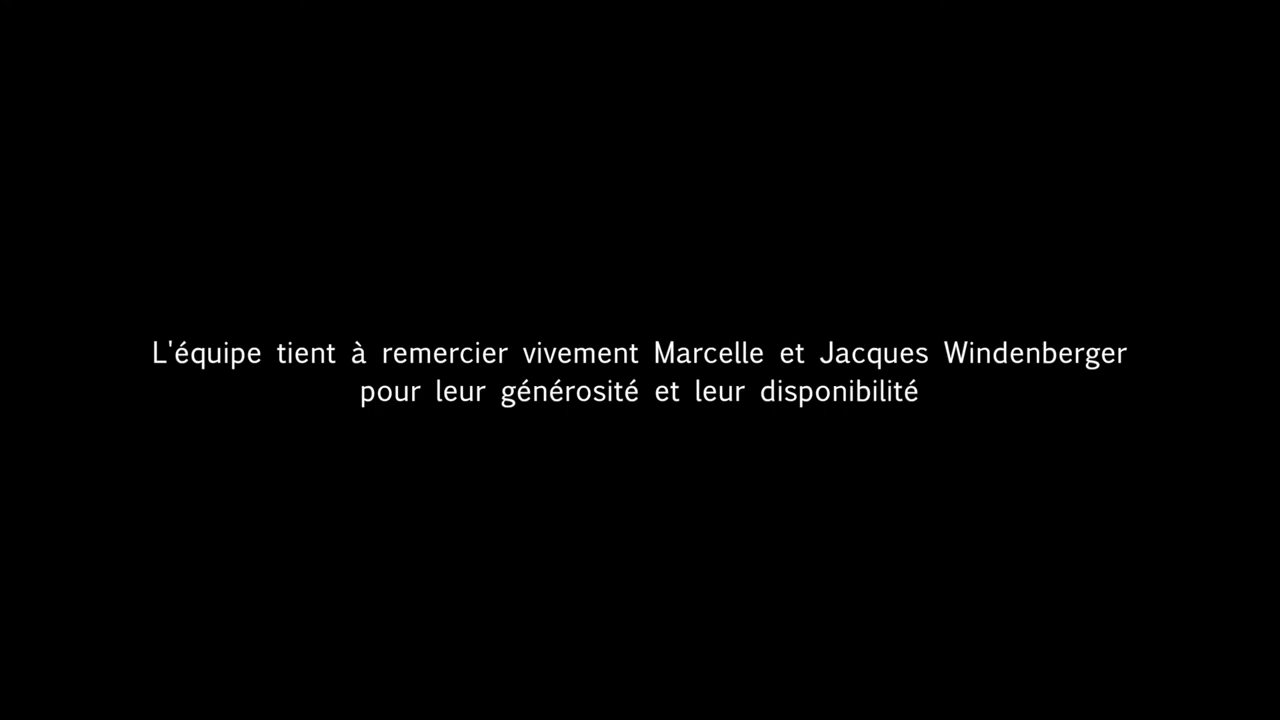 L'équipe tient à remercier vivement Marcelle et Jacques Windenberger
pour leur générosité et leur disponibilité